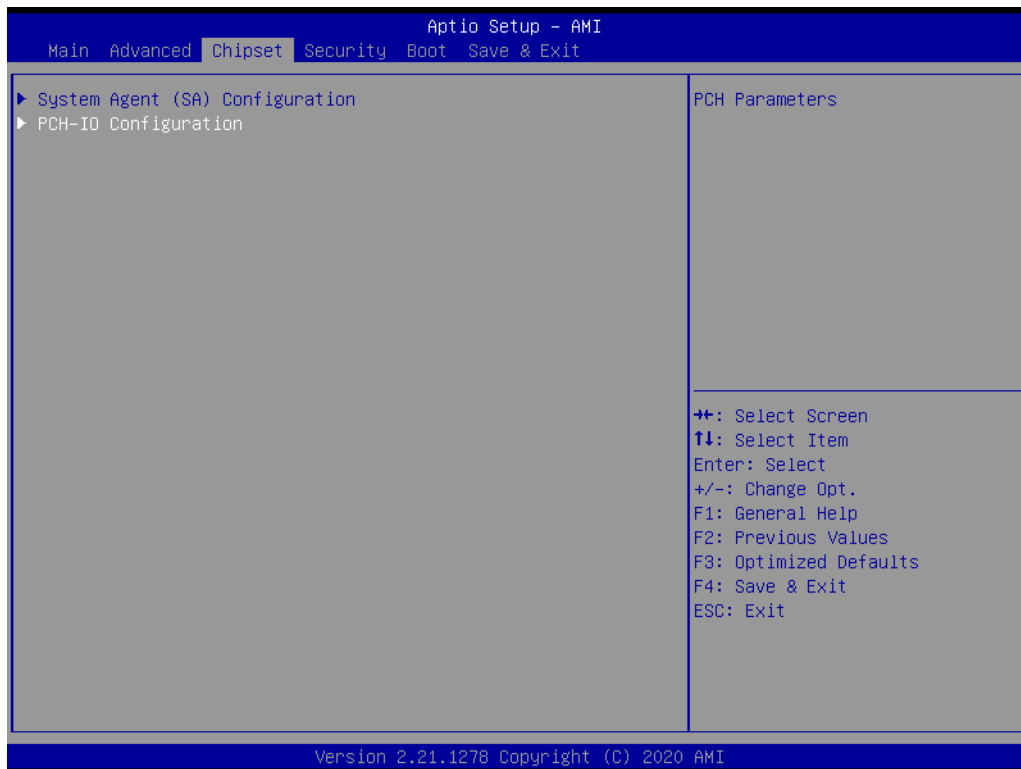 Aptio Setup – AMI
Main Advanced Chipset Security Boot Save & Exit
System Agent (SA) Configuration
PCH-IO Configuration
PCH Parameters
→←: Select Screen
↑↓: Select Item
Enter: Select
+/-: Change Opt.
F1: General Help
F2: Previous Values
F3: Optimized Defaults
F4: Save & Exit
ESC: Exit
Version 2.21.1278 Copyright (C) 2020 AMI